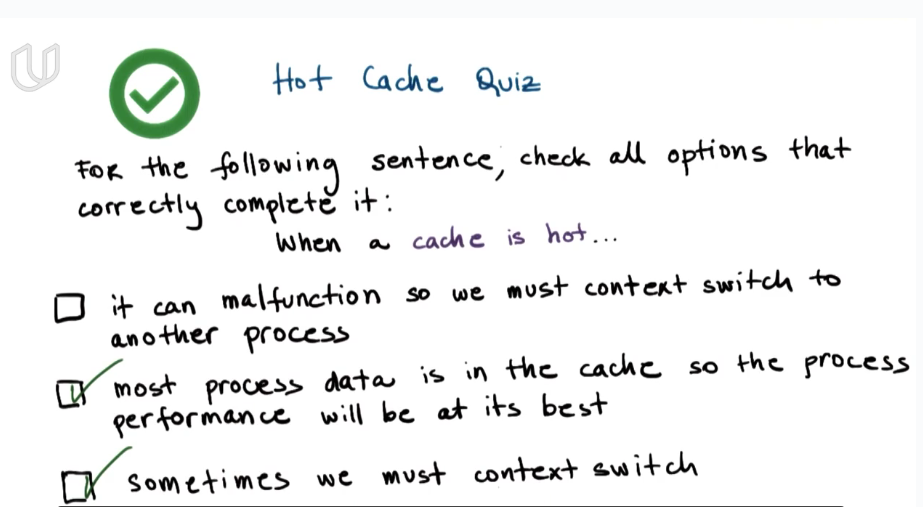 Hot Cache Quiz
For the following sentence, check all options that
correctly complete it:
When a cache is hot...
it can malfunction so we must context switch to
another process
most process data is in the cache so the process
performance will be at its best
sometimes we must context switch